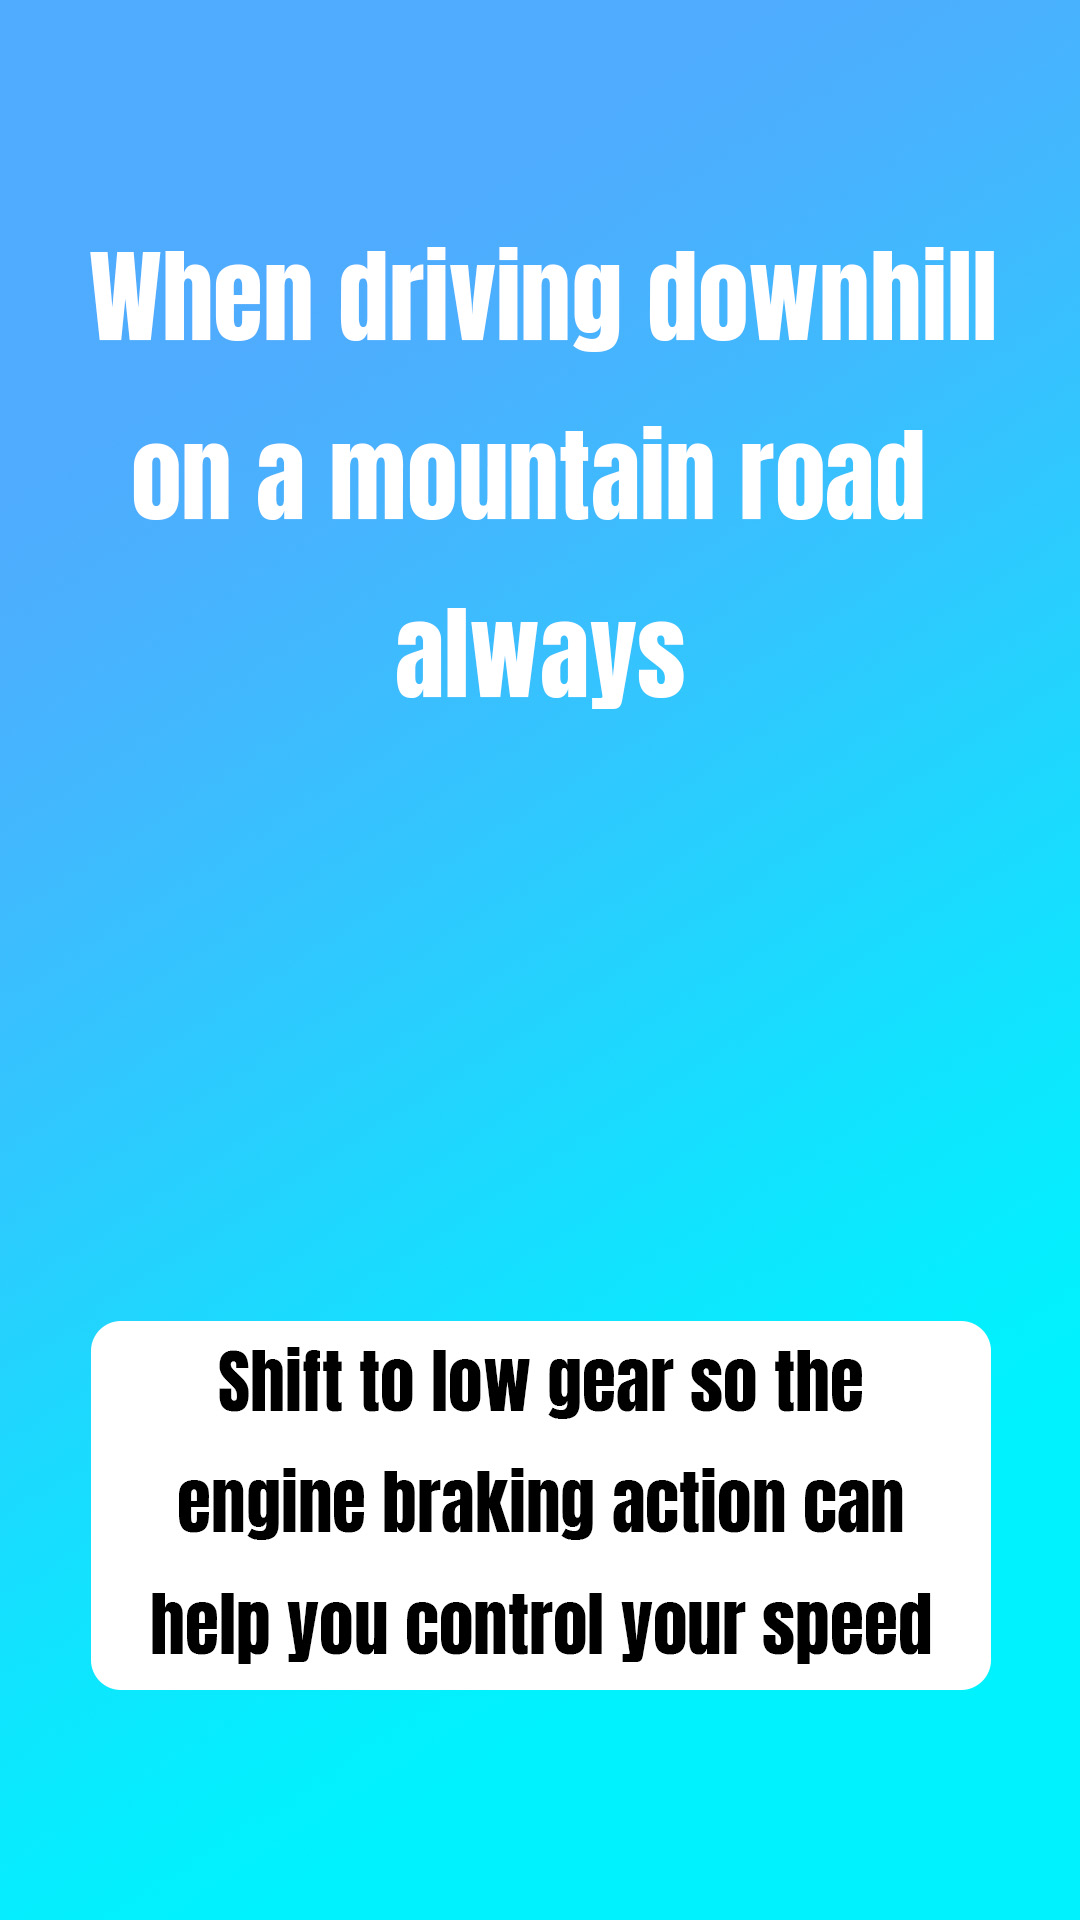 When driving downhill
on a mountain road
always
Shift to low gear so the
engine braking action can
help you control your speed